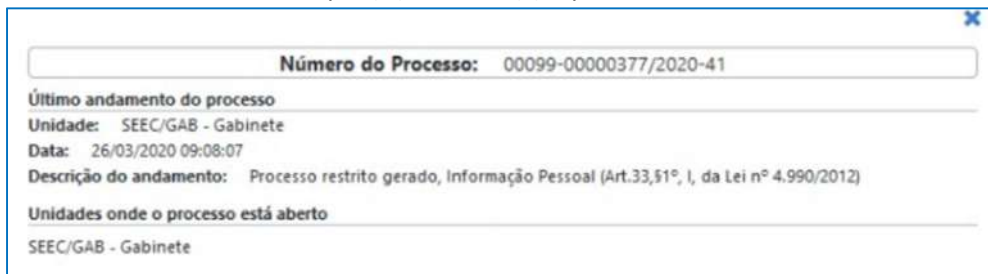 Número do Processo: 00099-00000377/2020-41
Último andamento do processo
Unidade: SEEC/GAB - Gabinete
Data: 26/03/2020 09:08:07
Descrição do andamento: Processo restrito gerado, Informação Pessoal (Art.33,§1º, I, da Lei nº 4.990/2012)
Unidades onde o processo está aberto
SEEC/GAB - Gabinete